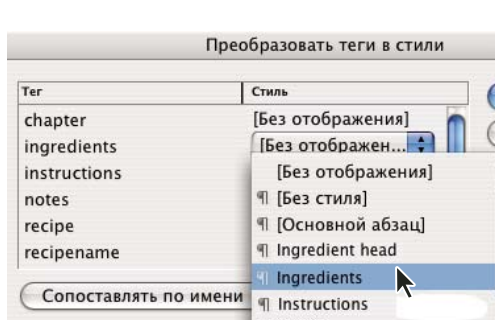 Преобразовать теги в стили
Тег Стиль
chapter [Без отображения]
ingredients [Без отображен...
instructions [Без отображения]
notes ¶ [Без стиля]
recipe ¶ [Основной абзац]
recipename ¶ Ingredient head
¶ Ingredients
Сопоставлять по имени ¶ Instructions